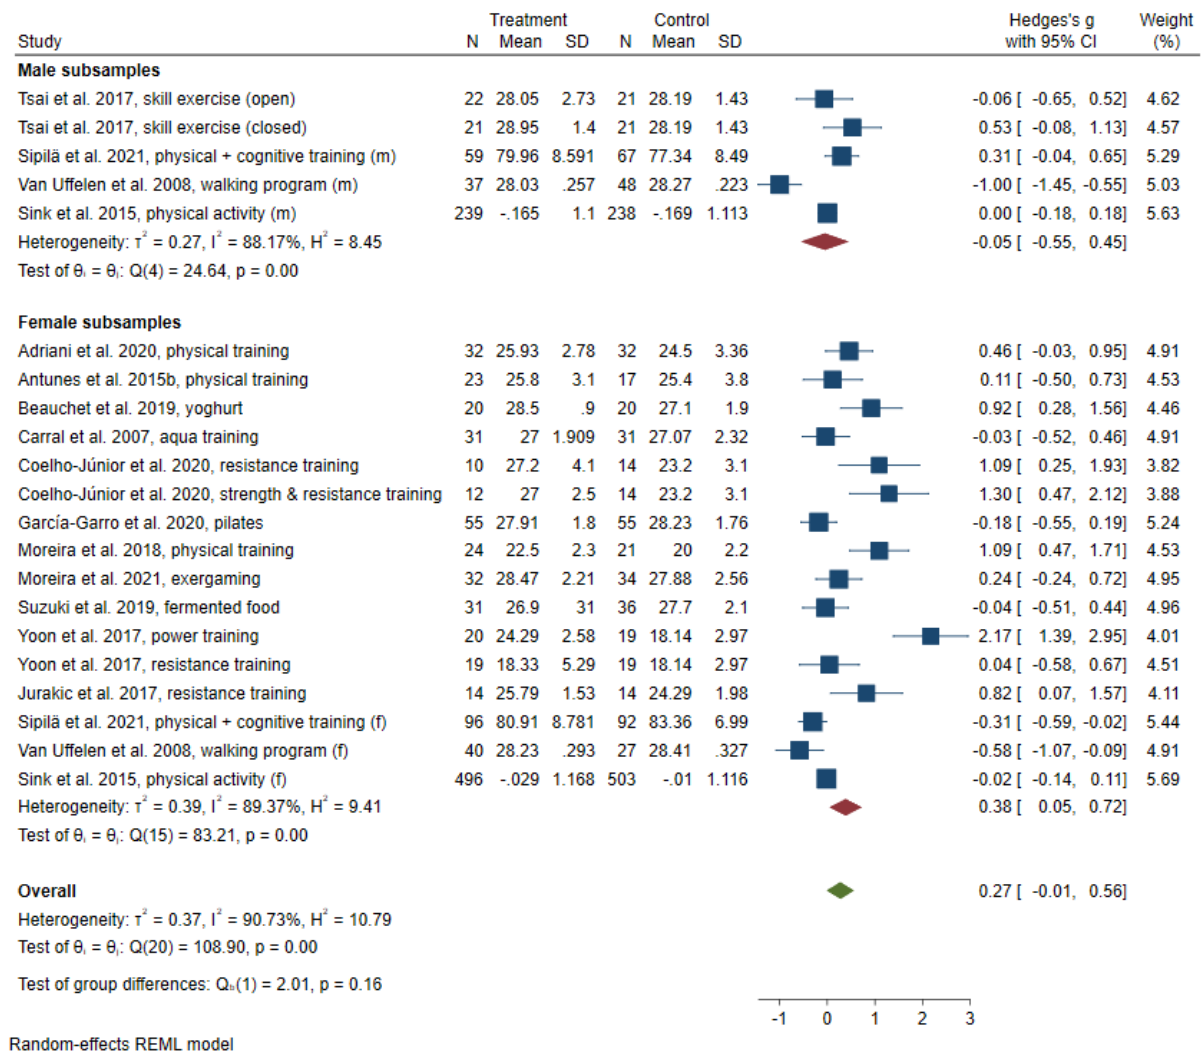 Treatment Control Hedges's g Weight
Study N Mean SD N Mean SD with 95% CI (%)
Male subsamples
Tsai et al. 2017, skill exercise (open) 22 28.05 2.73 21 28.19 1.43 -0.06 [ -0.65, 0.52] 4.62
Tsai et al. 2017, skill exercise (closed) 21 28.95 1.4 21 28.19 1.43 0.53 [ -0.08, 1.13] 4.57
Sipilä et al. 2021, physical + cognitive training (m) 59 79.96 8.591 67 77.34 8.49 0.31 [ -0.04, 0.65] 5.29
Van Uffelen et al. 2008, walking program (m) 37 28.03 .257 48 28.27 .223 -1.00 [ -1.45, -0.55] 5.03
Sink et al. 2015, physical activity (m) 239 -.165 1.1 238 -.169 1.113 0.00 [ -0.18, 0.18] 5.63
Heterogeneity: τ² = 0.27, I² = 88.17%, H² = 8.45 -0.05 [ -0.55, 0.45]
Test of θᵢ = θⱼ: Q(4) = 24.64, p = 0.00
Female subsamples
Adriani et al. 2020, physical training 32 25.93 2.78 32 24.5 3.36 0.46 [ -0.03, 0.95] 4.91
Antunes et al. 2015b, physical training 23 25.8 3.1 17 25.4 3.8 0.11 [ -0.50, 0.73] 4.53
Beauchet et al. 2019, yoghurt 20 28.5 .9 20 27.1 1.9 0.92 [ 0.28, 1.56] 4.46
Carral et al. 2007, aqua training 31 27 1.909 31 27.07 2.32 -0.03 [ -0.52, 0.46] 4.91
Coelho-Júnior et al. 2020, resistance training 10 27.2 4.1 14 23.2 3.1 1.09 [ 0.25, 1.93] 3.82
Coelho-Júnior et al. 2020, strength & resistance training 12 27 2.5 14 23.2 3.1 1.30 [ 0.47, 2.12] 3.88
García-Garro et al. 2020, pilates 55 27.91 1.8 55 28.23 1.76 -0.18 [ -0.55, 0.19] 5.24
Moreira et al. 2018, physical training 24 22.5 2.3 21 20 2.2 1.09 [ 0.47, 1.71] 4.53
Moreira et al. 2021, exergaming 32 28.47 2.21 34 27.88 2.56 0.24 [ -0.24, 0.72] 4.95
Suzuki et al. 2019, fermented food 31 26.9 31 36 27.7 2.1 -0.04 [ -0.51, 0.44] 4.96
Yoon et al. 2017, power training 20 24.29 2.58 19 18.14 2.97 2.17 [ 1.39, 2.95] 4.01
Yoon et al. 2017, resistance training 19 18.33 5.29 19 18.14 2.97 0.04 [ -0.58, 0.67] 4.51
Jurakic et al. 2017, resistance training 14 25.79 1.53 14 24.29 1.98 0.82 [ 0.07, 1.57] 4.11
Sipilä et al. 2021, physical + cognitive training (f) 96 80.91 8.781 92 83.36 6.99 -0.31 [ -0.59, -0.02] 5.44
Van Uffelen et al. 2008, walking program (f) 40 28.23 .293 27 28.41 .327 -0.58 [ -1.07, -0.09] 4.91
Sink et al. 2015, physical activity (f) 496 -.029 1.168 503 -.01 1.116 -0.02 [ -0.14, 0.11] 5.69
Heterogeneity: τ² = 0.39, I² = 89.37%, H² = 9.41 0.38 [ 0.05, 0.72]
Test of θᵢ = θⱼ: Q(15) = 83.21, p = 0.00
Overall 0.27 [ -0.01, 0.56]
Heterogeneity: τ² = 0.37, I² = 90.73%, H² = 10.79
Test of θᵢ = θⱼ: Q(20) = 108.90, p = 0.00
Test of group differences: Q_b(1) = 2.01, p = 0.16
-1 0 1 2 3
Random-effects REML model